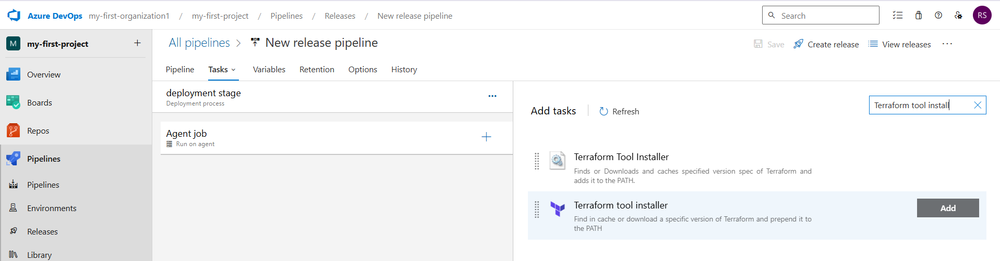 Azure DevOps my-first-organization1 / my-first-project / Pipelines / Releases / New release pipeline
Search
RS
M my-first-project +
Overview
Boards
Repos
Pipelines
Pipelines
Environments
Releases
Library
All pipelines > New release pipeline
Save Create release View releases ...
Pipeline Tasks Variables Retention Options History
deployment stage
Deployment process
Agent job
Run on agent
Add tasks Refresh
Terraform tool install
Terraform Tool Installer
Finds or Downloads and caches specified version spec of Terraform and
adds it to the PATH.
Terraform tool installer
Find in cache or download a specific version of Terraform and prepend it to
the PATH
Add